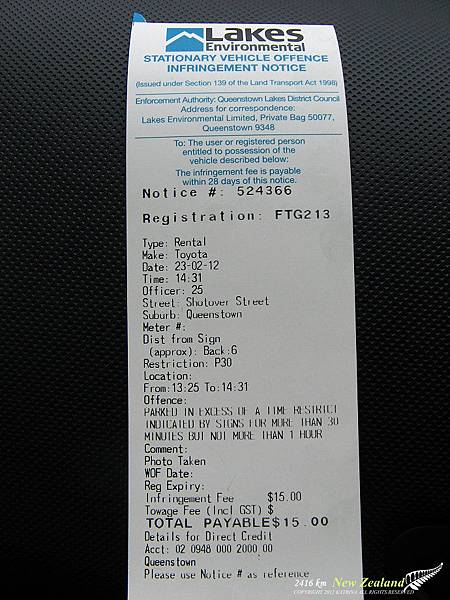 Lakes
Environmental
STATIONARY VEHICLE OFFENCE
INFRINGEMENT NOTICE
(Issued under Section 139 of the Land Transport Act 1998)
Enforcement Authority: Queenstown Lakes District Council
Address for correspondence:
Lakes Environmental Limited, Private Bag 50077,
Queenstown 9348
To: The user or registered person
entitled to possession of the
vehicle described below:
The infringement fee is payable
within 28 days of this notice.
Notice #: 524366
Registration: FTG213
Type: Rental
Make: Toyota
Date: 23-02-12
Time: 14:31
Officer: 25
Street: Shotover Street
Suburb: Queenstown
Meter #:
Dist from Sign
(approx): Back:6
Restriction: P30
Location:
From:13:25 To:14:31
Offence:
PARKED IN EXCESS OF A TIME RESTRICT
INDICATED BY SIGNS FOR MORE THAN 30
MINUTES BUT NOT MORE THAN 1 HOUR
Comment:
Photo Taken
WOF Date:
Reg Expiry:
Infringement Fee $15.00
Towage Fee (Incl GST) $
TOTAL PAYABLE$15.00
Details for Direct Credit
Acct: 02 0948 000 2000 00
Queenstown
Please use Notice # as reference
2416 km New Zealand
COPYRIGHT 2012 KATRINA ALL RIGHTS RESERVED